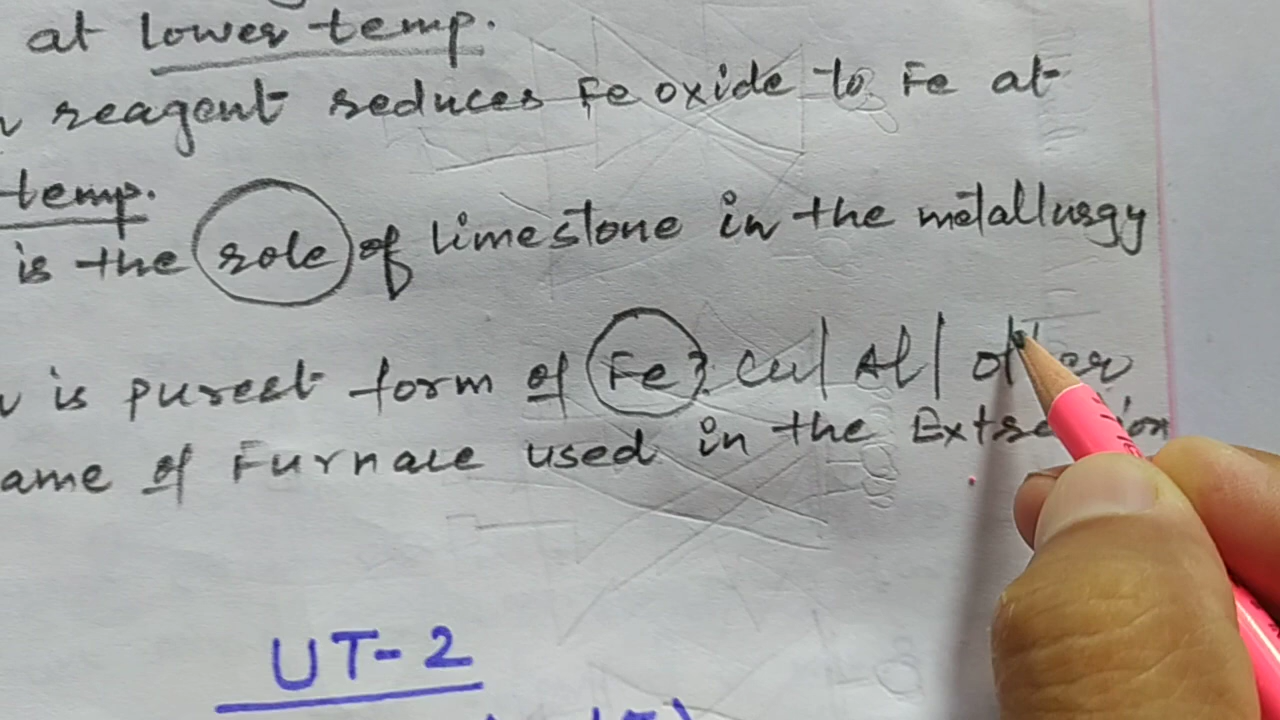 at lower temp.
reagent reduces Fe oxide to Fe at
temp.
is the role of limestone in the metallurgy
is purest form of Fe? Cu| Al| other
ame of Furnace used in the Extraction
UT-2